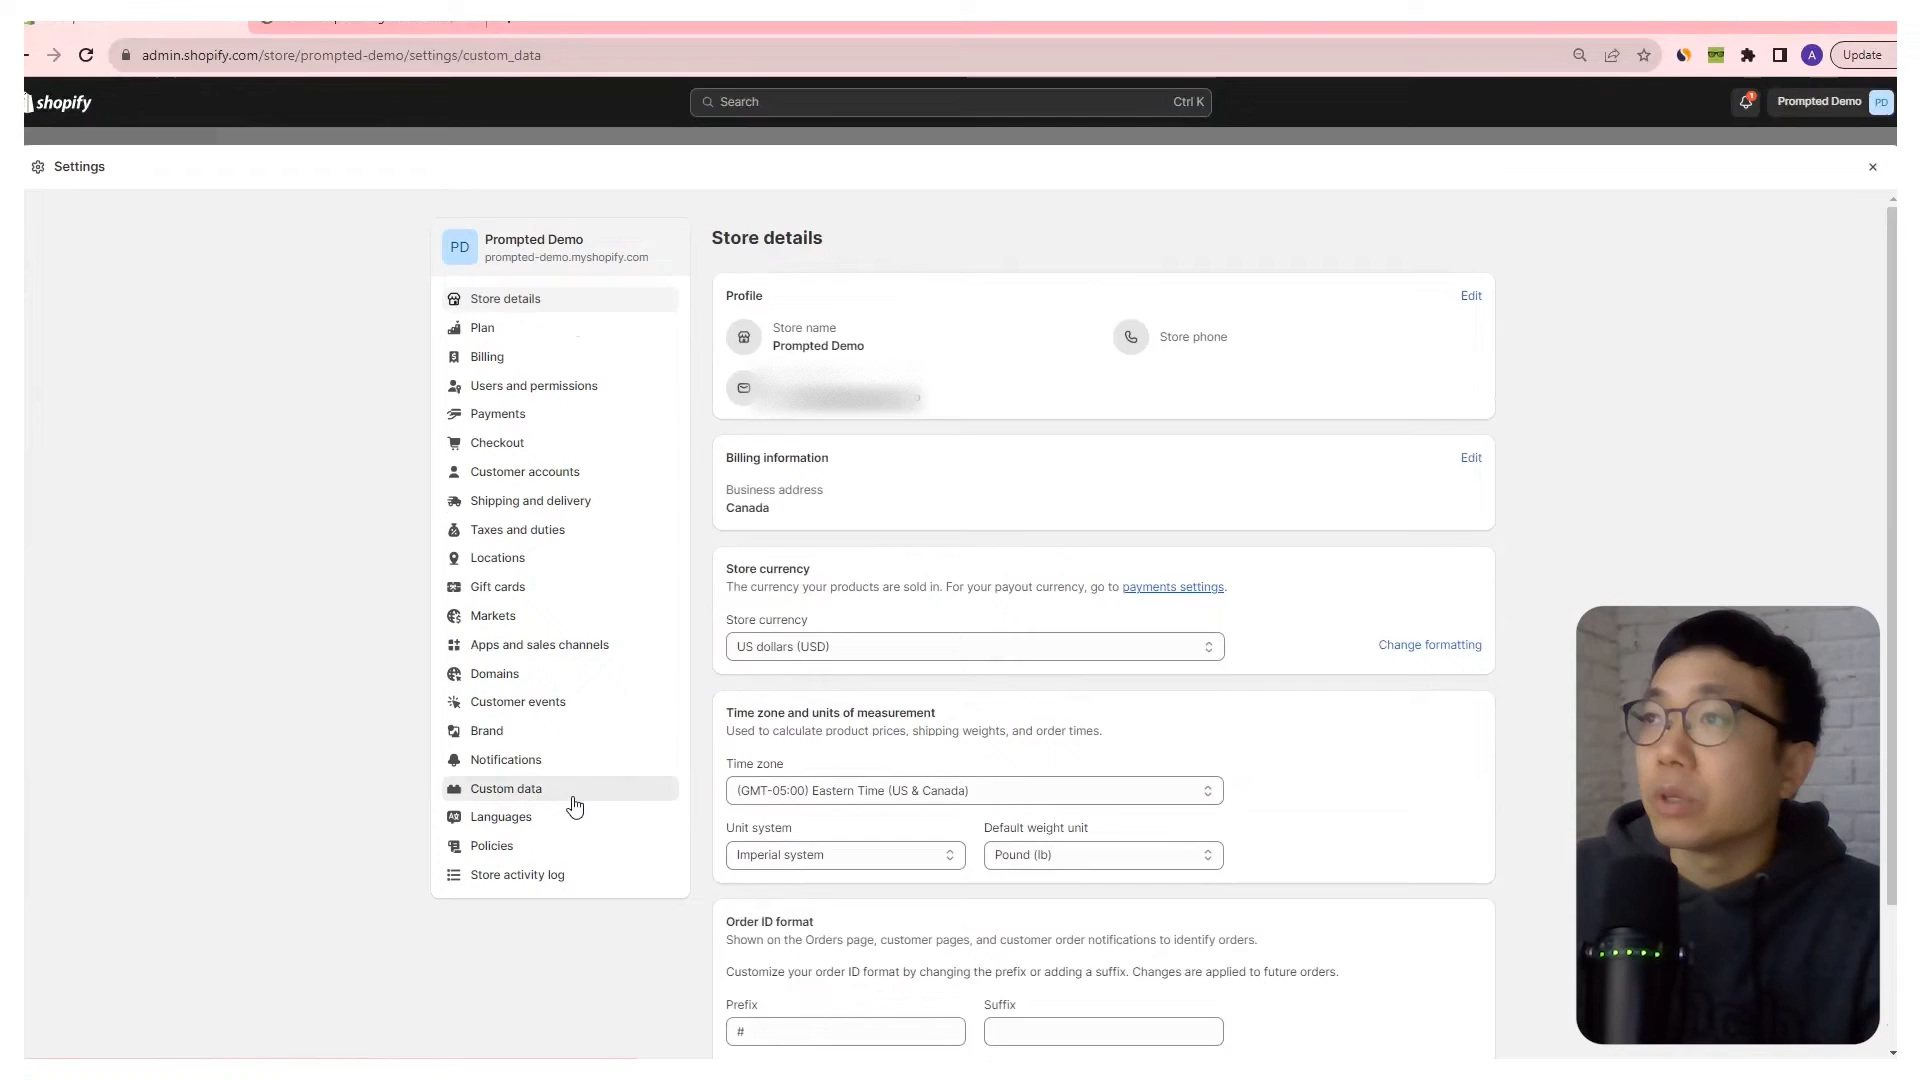 admin.shopify.com/store/prompted-demo/settings/custom_data
A
Update
shopify
Search
Ctrl K
1
Prompted Demo
PD
Settings
PD
Prompted Demo
prompted-demo.myshopify.com
Store details
Plan
Billing
Users and permissions
Payments
Checkout
Customer accounts
Shipping and delivery
Taxes and duties
Locations
Gift cards
Markets
Apps and sales channels
Domains
Customer events
Brand
Notifications
Custom data
Languages
Policies
Store activity log
Store details
Profile
Edit
Store name
Prompted Demo
Store phone
Billing information
Edit
Business address
Canada
Store currency
The currency your products are sold in. For your payout currency, go to payments settings.
Store currency
US dollars (USD)
Change formatting
Time zone and units of measurement
Used to calculate product prices, shipping weights, and order times.
Time zone
(GMT-05:00) Eastern Time (US & Canada)
Unit system
Default weight unit
Imperial system
Pound (lb)
Order ID format
Shown on the Orders page, customer pages, and customer order notifications to identify orders.
Customize your order ID format by changing the prefix or adding a suffix. Changes are applied to future orders.
Prefix
Suffix
#